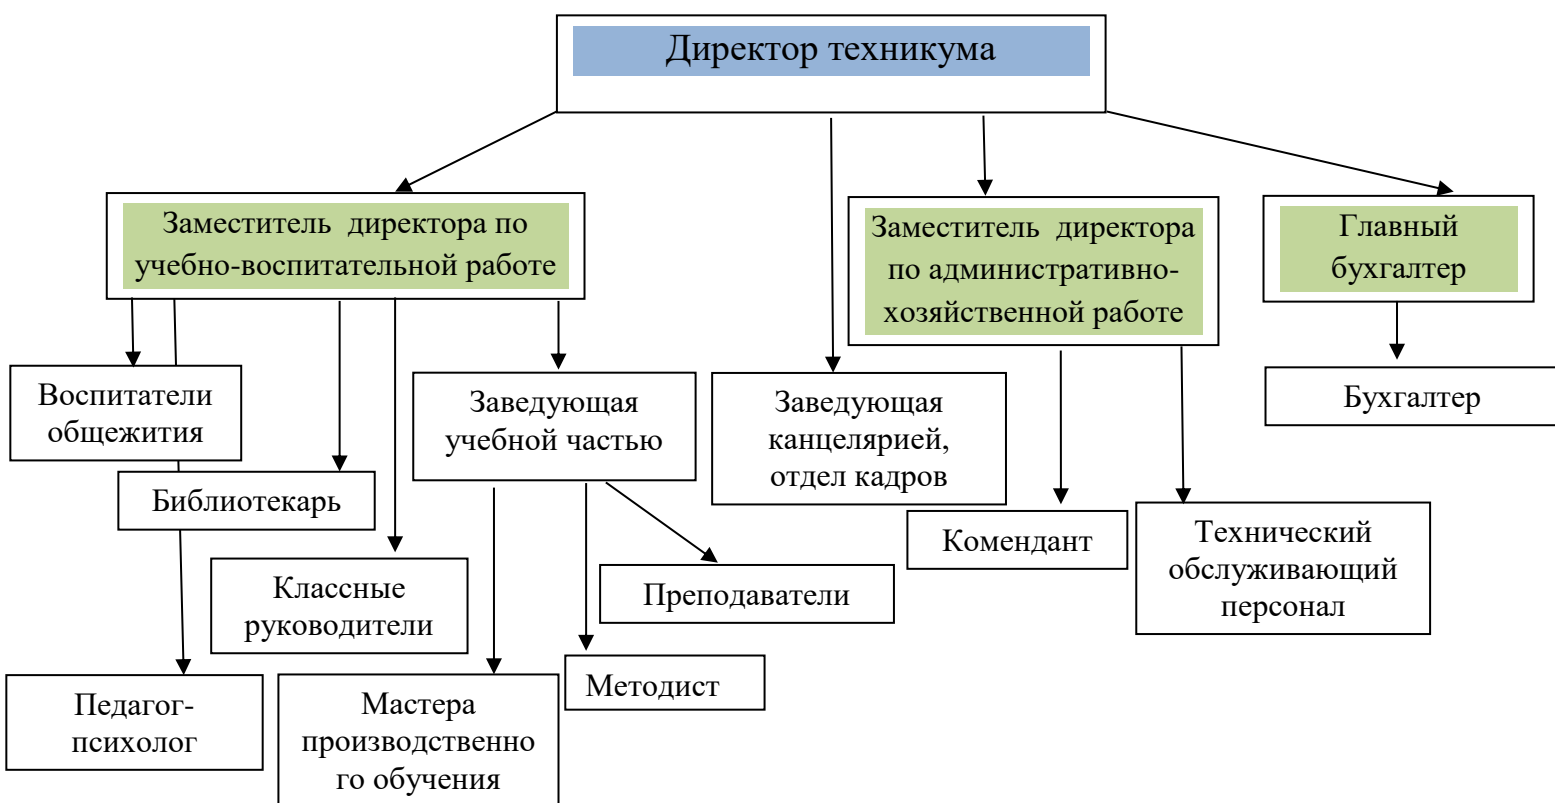 Директор техникума
Заместитель директора по
учебно-воспитательной работе
Заместитель директора
по административно-
хозяйственной работе
Главный
бухгалтер
Воспитатели
общежития
Заведующая
учебной частью
Заведующая
канцелярией,
отдел кадров
Бухгалтер
Библиотекарь
Комендант
Технический
обслуживающий
персонал
Классные
руководители
Преподаватели
Педагог-
психолог
Мастера
производственно
го обучения
Методист